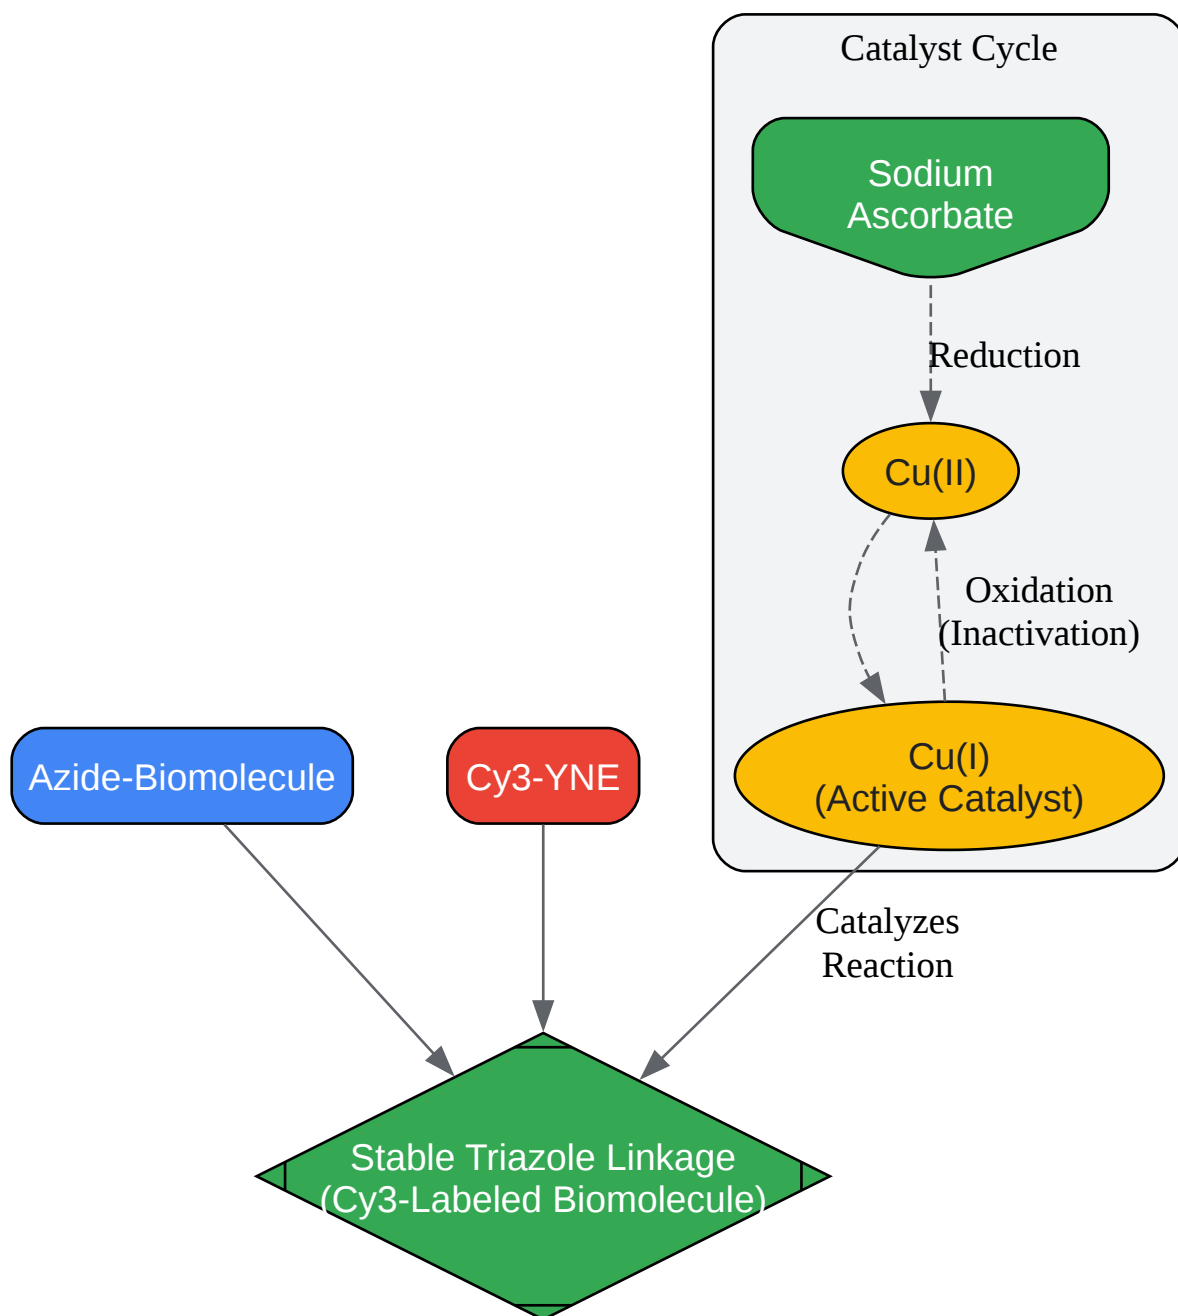 Catalyst Cycle
Sodium
Ascorbate
Reduction
Cu(II)
Oxidation
(Inactivation)
Azide-Biomolecule
Cy3-YNE
Cu(I)
(Active Catalyst)
Catalyzes
Reaction
Stable Triazole Linkage
(Cy3-Labeled Biomolecule)